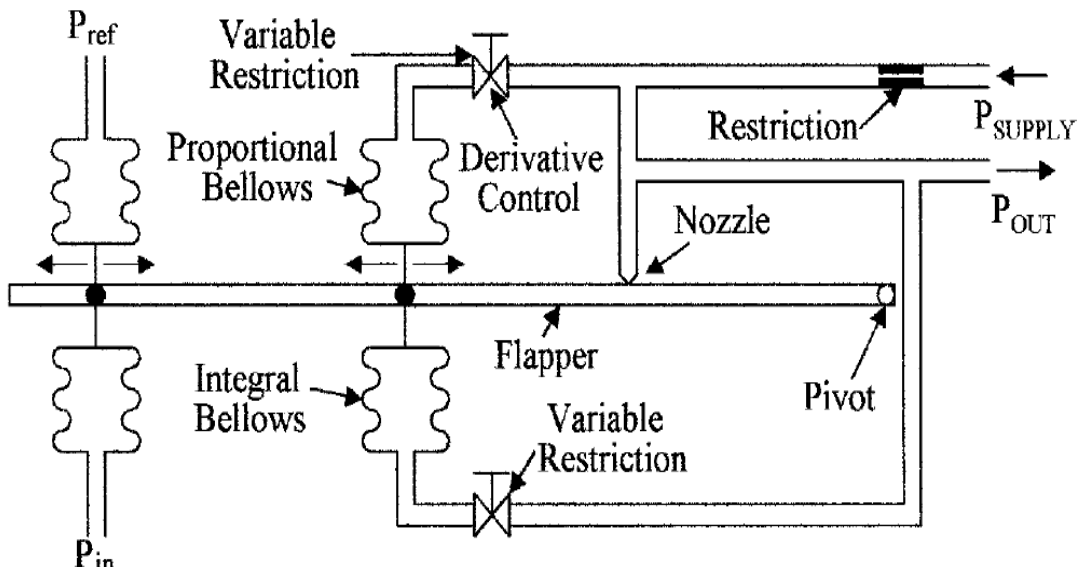 P_ref
Variable
Restriction
Restriction
P_SUPPLY
Proportional
Bellows
Derivative
Control
P_OUT
Nozzle
Flapper
Pivot
Integral
Bellows
Variable
Restriction
P_in